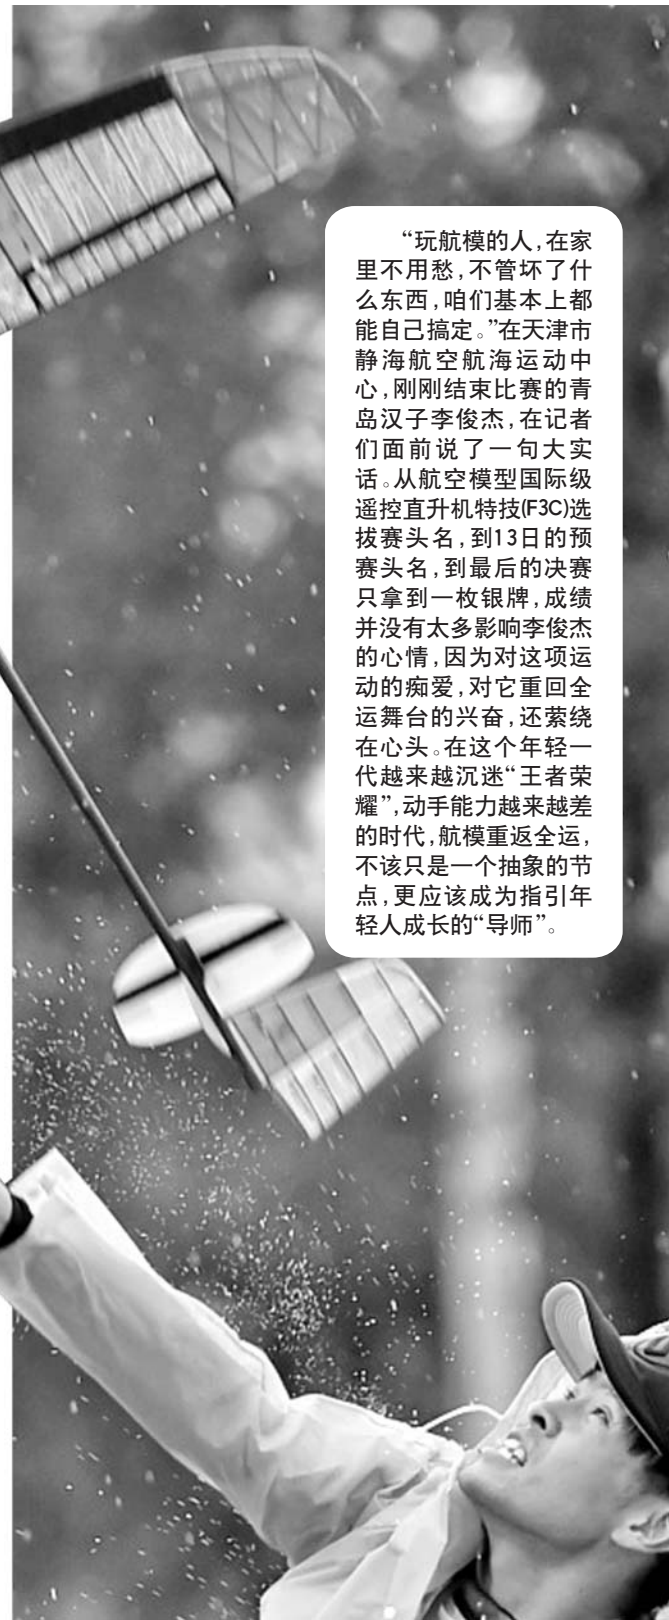 “玩航模的人,在家
里不用愁,不管坏了什
么东西,咱们基本上都
能自己搞定。”在天津市
静海航空航海运动中
心,刚刚结束比赛的青
岛汉子李俊杰,在记者
们面前说了一句大实
话。从航空模型国际级
遥控直升机特技(F3C)选
拔赛头名,到13日的预
赛头名,到最后的决赛
只拿到一枚银牌,成绩
并没有太多影响李俊杰
的心情,因为对这项运
动的痴爱,对它重回全
运舞台的兴奋,还萦绕
在心头。在这个年轻一
代越来越沉迷“王者荣
耀”,动手能力越来越差
的时代,航模重返全运,
不该只是一个抽象的节
点,更应该成为指引年
轻人成长的“导师”。